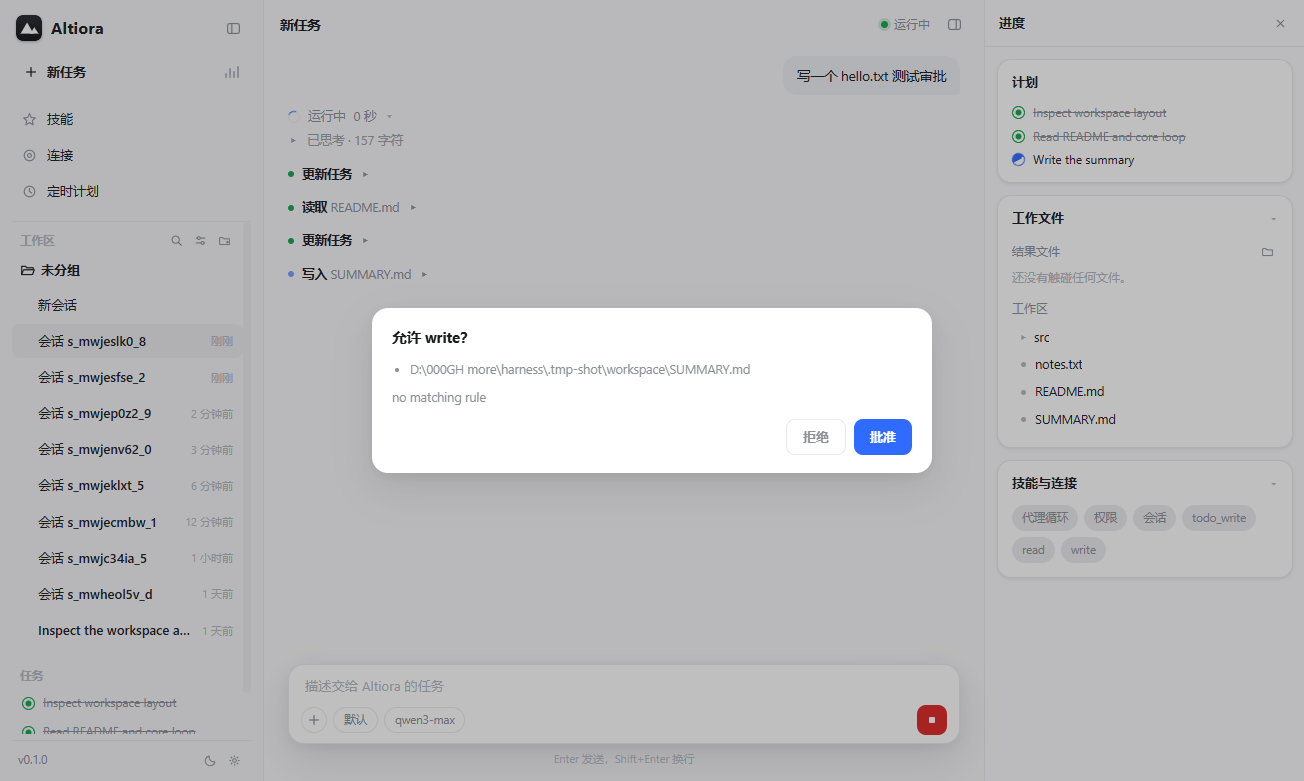 Altiora
新任务
技能
连接
定时计划
工作区
未分组
新会话
会话 s_mwjeslk0_8 刚刚
会话 s_mwjesfse_2 刚刚
会话 s_mwjep0z2_9 2 分钟前
会话 s_mwjenv62_0 3 分钟前
会话 s_mwjeklxt_5 6 分钟前
会话 s_mwjecmbw_1 12 分钟前
会话 s_mwjc34ia_5 1 小时前
会话 s_mwheol5v_d 1 天前
Inspect the workspace a... 1 天前
任务
Inspect workspace layout
Read README and core loop
v0.1.0
新任务
运行中
写一个 hello.txt 测试审批
运行中 0 秒
已思考 · 157 字符
更新任务
读取 README.md
更新任务
写入 SUMMARY.md
允许 write?
• D:\000GH more\harness\.tmp-shot\workspace\SUMMARY.md
no matching rule
拒绝 批准
描述交给 Altiora 的任务
默认 qwen3-max
Enter 发送，Shift+Enter 换行
进度
计划
Inspect workspace layout
Read README and core loop
Write the summary
工作文件
结果文件
还没有触碰任何文件。
工作区
src
notes.txt
README.md
SUMMARY.md
技能与连接
代理循环 权限 会话 todo_write
read write